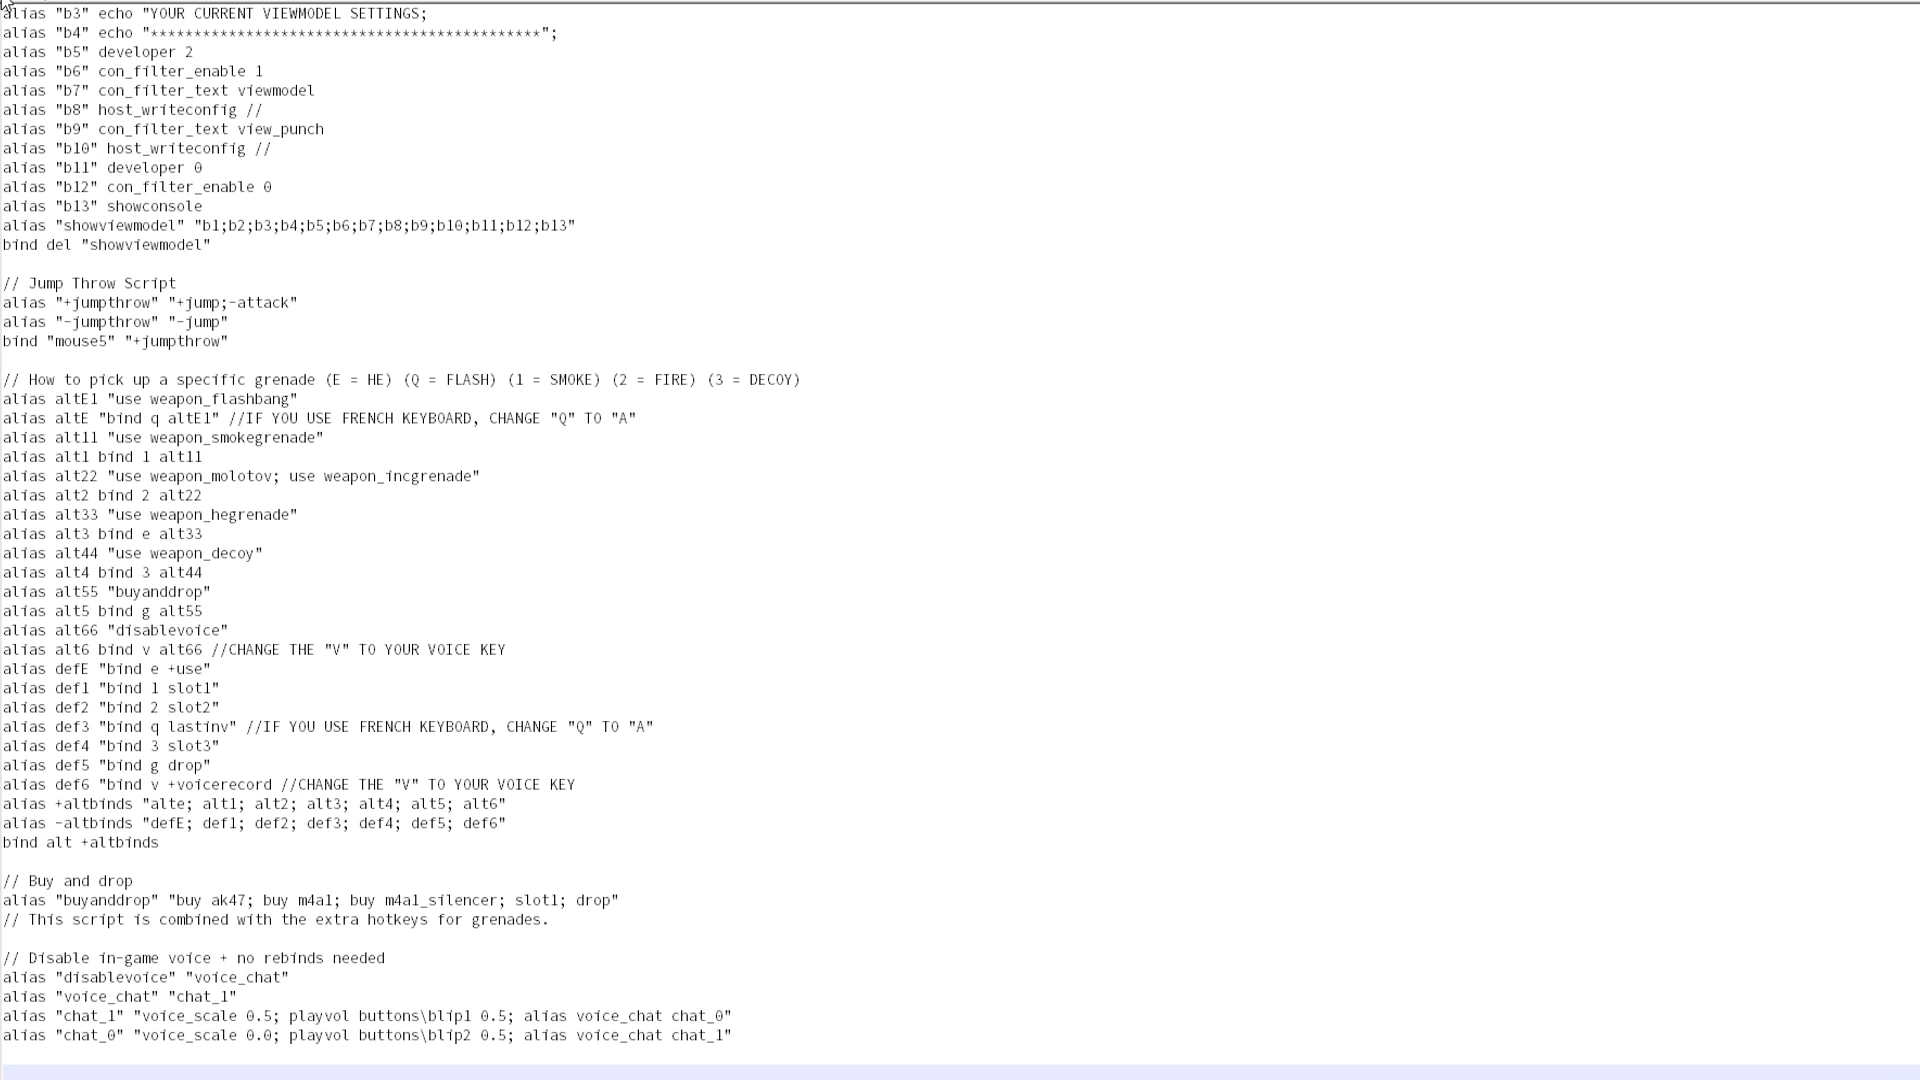 alias "b3" echo "YOUR CURRENT VIEWMODEL SETTINGS;
alias "b4" echo "*********************************************";
alias "b5" developer 2
alias "b6" con_filter_enable 1
alias "b7" con_filter_text viewmodel
alias "b8" host_writeconfig //
alias "b9" con_filter_text view_punch
alias "b10" host_writeconfig //
alias "b11" developer 0
alias "b12" con_filter_enable 0
alias "b13" showconsole
alias "showviewmodel" "b1;b2;b3;b4;b5;b6;b7;b8;b9;b10;b11;b12;b13"
bind del "showviewmodel"
// Jump Throw Script
alias "+jumpthrow" "+jump;-attack"
alias "-jumpthrow" "-jump"
bind "mouse5" "+jumpthrow"
// How to pick up a specific grenade (E = HE) (Q = FLASH) (1 = SMOKE) (2 = FIRE) (3 = DECOY)
alias altE1 "use weapon_flashbang"
alias altE "bind q altE1" //IF YOU USE FRENCH KEYBOARD, CHANGE "Q" TO "A"
alias alt11 "use weapon_smokegrenade"
alias alt1 bind 1 alt11
alias alt22 "use weapon_molotov; use weapon_incgrenade"
alias alt2 bind 2 alt22
alias alt33 "use weapon_hegrenade"
alias alt3 bind e alt33
alias alt44 "use weapon_decoy"
alias alt4 bind 3 alt44
alias alt55 "buyanddrop"
alias alt5 bind g alt55
alias alt66 "disablevoice"
alias alt6 bind v alt66 //CHANGE THE "V" TO YOUR VOICE KEY
alias defE "bind e +use"
alias def1 "bind 1 slot1"
alias def2 "bind 2 slot2"
alias def3 "bind q lastinv" //IF YOU USE FRENCH KEYBOARD, CHANGE "Q" TO "A"
alias def4 "bind 3 slot3"
alias def5 "bind g drop"
alias def6 "bind v +voicerecord //CHANGE THE "V" TO YOUR VOICE KEY
alias +altbinds "alte; alt1; alt2; alt3; alt4; alt5; alt6"
alias -altbinds "defE; def1; def2; def3; def4; def5; def6"
bind alt +altbinds
// Buy and drop
alias "buyanddrop" "buy ak47; buy m4a1; buy m4a1_silencer; slot1; drop"
// This script is combined with the extra hotkeys for grenades.
// Disable in-game voice + no rebinds needed
alias "disablevoice" "voice_chat"
alias "voice_chat" "chat_1"
alias "chat_1" "voice_scale 0.5; playvol buttons\blip1 0.5; alias voice_chat chat_0"
alias "chat_0" "voice_scale 0.0; playvol buttons\blip2 0.5; alias voice_chat chat_1"